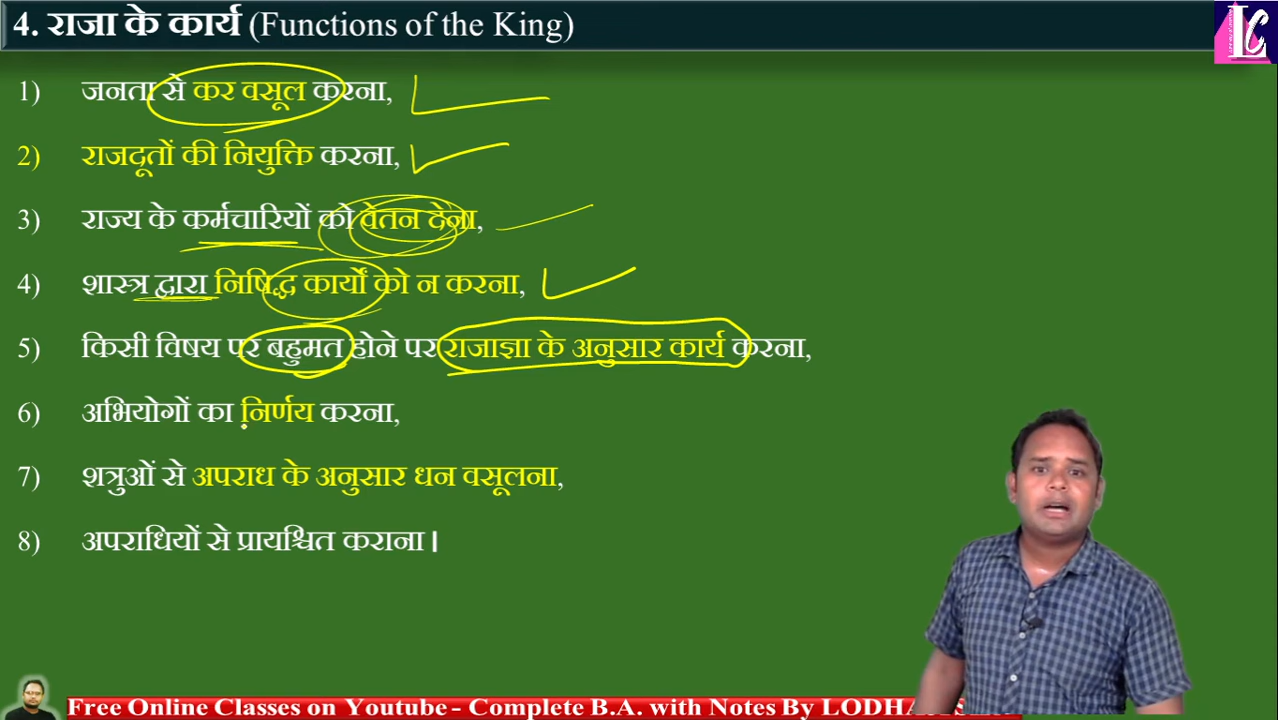 4. राजा के कार्य (Functions of the King)
LC
1) जनता से कर वसूल करना,
2) राजदूतों की नियुक्ति करना,
3) राज्य के कर्मचारियों को वेतन देना,
4) शास्त्र द्वारा निषिद्ध कार्यों को न करना,
5) किसी विषय पर बहुमत होने पर राजाज्ञा के अनुसार कार्य करना,
6) अभियोगों का निर्णय करना,
7) शत्रुओं से अपराध के अनुसार धन वसूलना,
8) अपराधियों से प्रायश्चित कराना ।
Free Online Classes on Youtube - Complete B.A. with Notes By